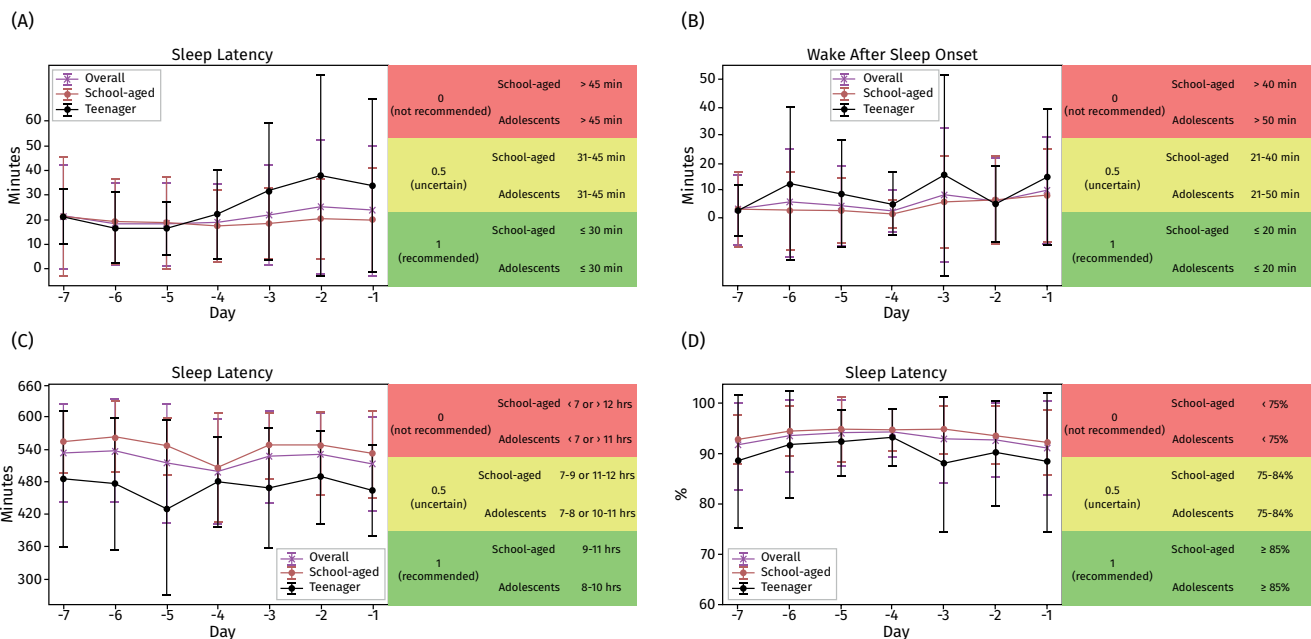 (A)
Sleep Latency
Minutes
60
50
40
30
20
10
0
Overall
School-aged
Teenager
-7 -6 -5 -4 -3 -2 -1
Day
0
(not recommended)
School-aged > 45 min
Adolescents > 45 min
0.5
(uncertain)
School-aged 31-45 min
Adolescents 31-45 min
1
(recommended)
School-aged ≤ 30 min
Adolescents ≤ 30 min
(B)
Wake After Sleep Onset
Minutes
50
40
30
20
10
0
Overall
School-aged
Teenager
-7 -6 -5 -4 -3 -2 -1
Day
0
(not recommended)
School-aged > 40 min
Adolescents > 50 min
0.5
(uncertain)
School-aged 21-40 min
Adolescents 21-50 min
1
(recommended)
School-aged ≤ 20 min
Adolescents ≤ 20 min
(C)
Sleep Latency
Minutes
660
600
540
480
420
360
300
Overall
School-aged
Teenager
-7 -6 -5 -4 -3 -2 -1
Day
0
(not recommended)
School-aged < 7 or > 12 hrs
Adolescents < 7 or > 11 hrs
0.5
(uncertain)
School-aged 7-9 or 11-12 hrs
Adolescents 7-8 or 10-11 hrs
1
(recommended)
School-aged 9-11 hrs
Adolescents 8-10 hrs
(D)
Sleep Latency
%
100
90
80
70
60
Overall
School-aged
Teenager
-7 -6 -5 -4 -3 -2 -1
Day
0
(not recommended)
School-aged < 75%
Adolescents < 75%
0.5
(uncertain)
School-aged 75-84%
Adolescents 75-84%
1
(recommended)
School-aged ≥ 85%
Adolescents ≥ 85%